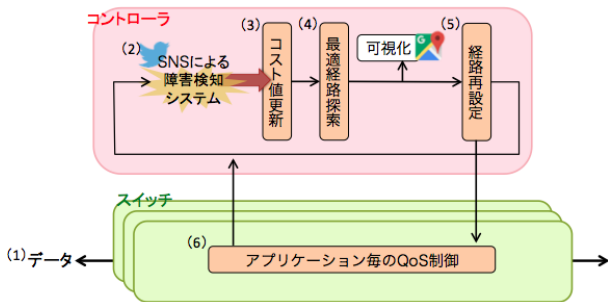 コントローラ
(2)
SNSによる
障害検知
システム
(3)
コスト値更新
(4)
最適経路探索
可視化
G
(5)
経路再設定
スイッチ
(1)データ
(6)
アプリケーション毎のQoS制御